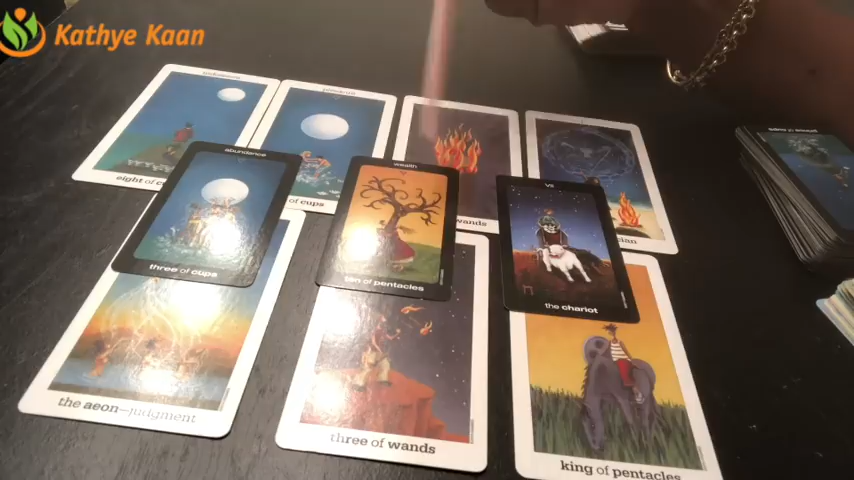 Kathye Kaan
eight of c
of cups
wands
abundance
three of cups
wealth
ten of pentacles
VII
the chariot
the aeon—judgment
three of wands
king of pentacles